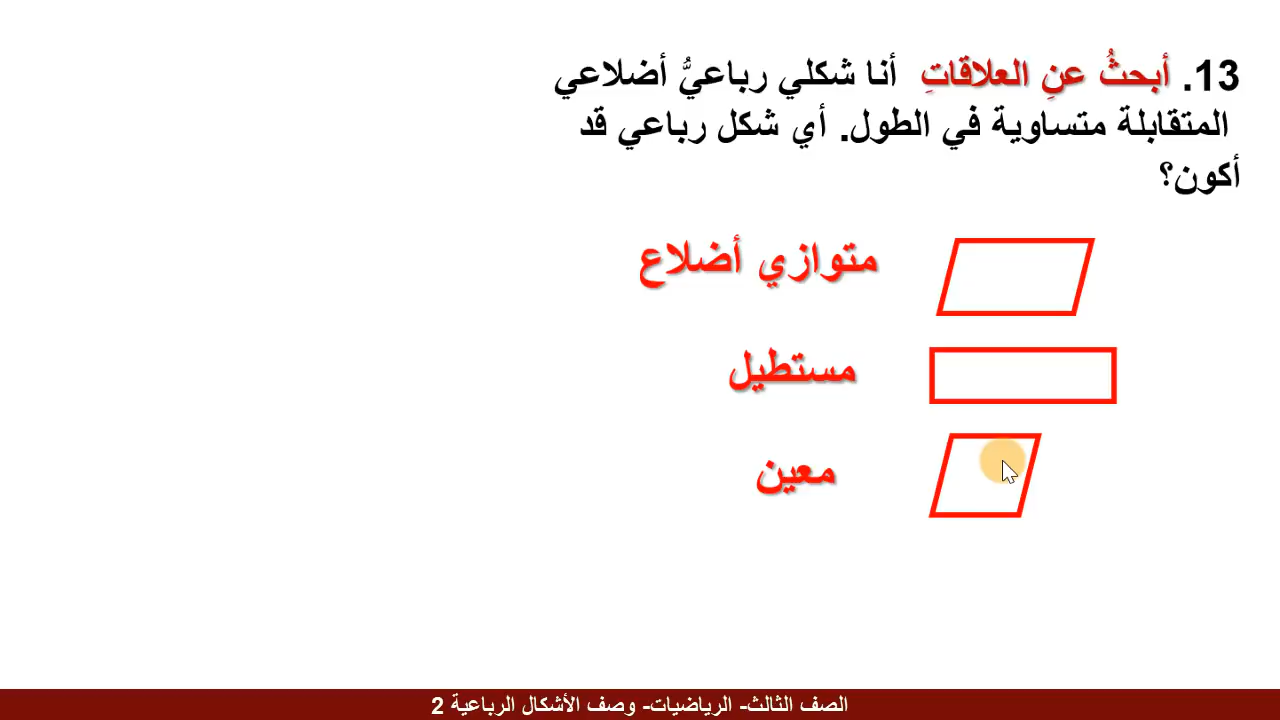 13. أبحثُ عنِ العلاقاتِ أنا شكلي رباعيُّ أضلاعي
المتقابلة متساوية في الطول. أي شكل رباعي قد
أكون؟
متوازي أضلاع
مستطيل
معين
الصف الثالث- الرياضيات- وصف الأشكال الرباعية 2